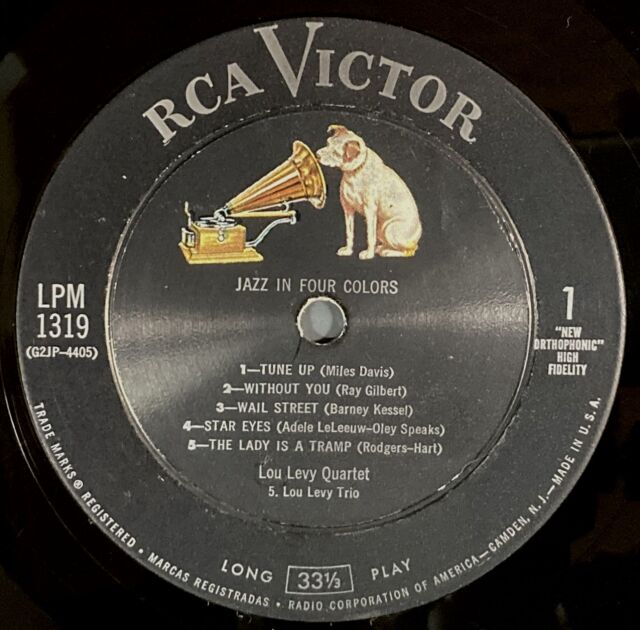 RCA VICTOR
JAZZ IN FOUR COLORS
LPM
1319
(G2JP-4405)
1
"NEW
ORTHOPHONIC"
HIGH
FIDELITY
1—TUNE UP (Miles Davis)
2—WITHOUT YOU (Ray Gilbert)
3—WAIL STREET (Barney Kessel)
4—STAR EYES (Adele LeLeeuw-Oley Speaks)
5—THE LADY IS A TRAMP (Rodgers-Hart)
Lou Levy Quartet
5. Lou Levy Trio
LONG 33⅓ PLAY
TRADE MARKS ® REGISTERED • MARCAS REGISTRADAS • RADIO CORPORATION OF AMERICA—CAMDEN, N. J.—MADE IN U.S.A.